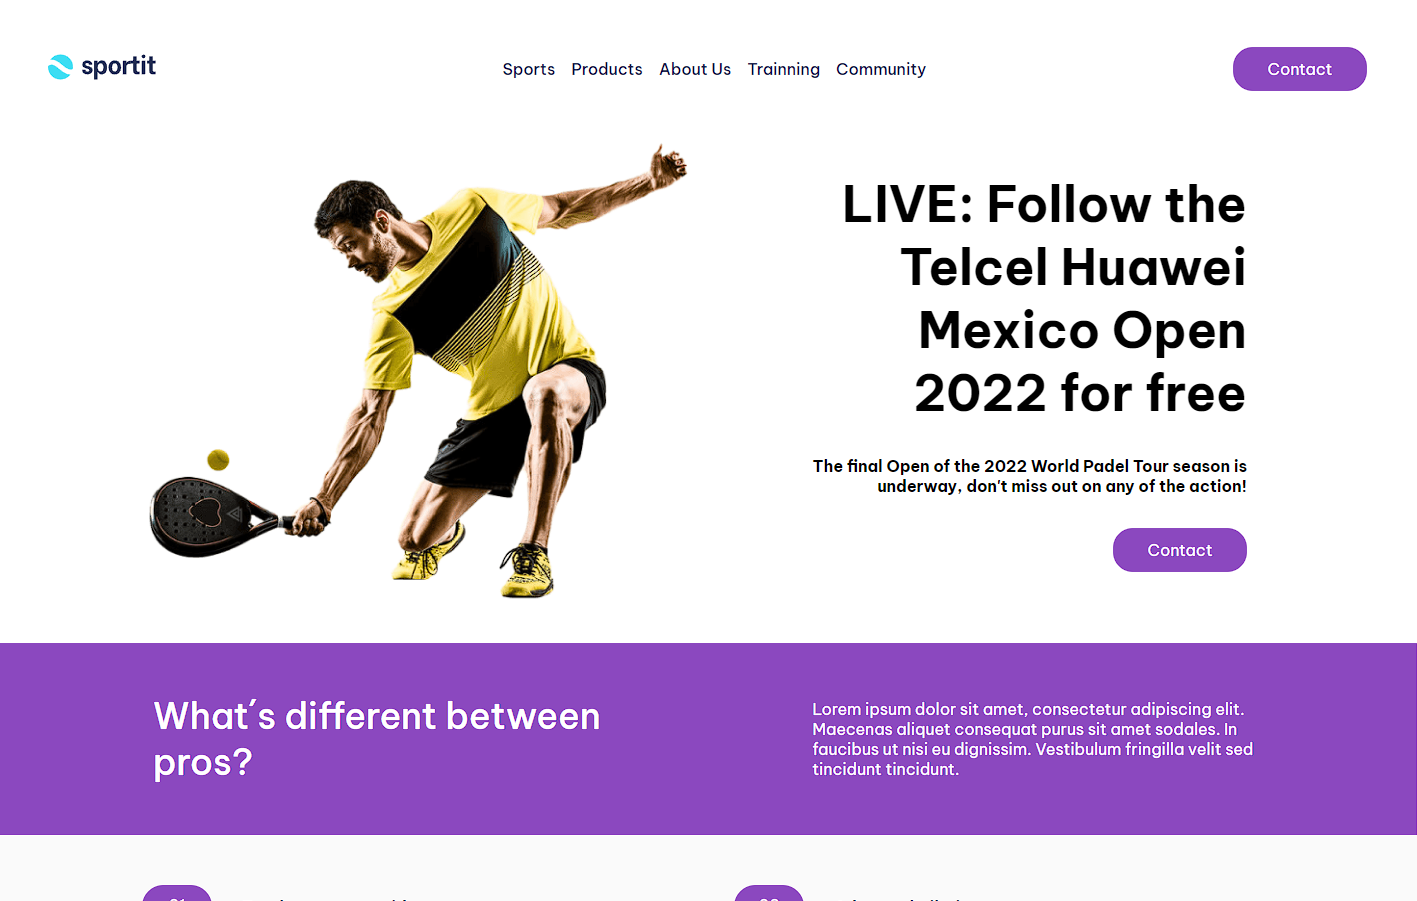 sportit
Sports Products About Us Trainning Community
Contact
LIVE: Follow the
Telcel Huawei
Mexico Open
2022 for free
The final Open of the 2022 World Padel Tour season is
underway, don't miss out on any of the action!
Contact
What´s different between
pros?
Lorem ipsum dolor sit amet, consectetur adipiscing elit.
Maecenas aliquet consequat purus sit amet sodales. In
faucibus ut nisi eu dignissim. Vestibulum fringilla velit sed
tincidunt tincidunt.